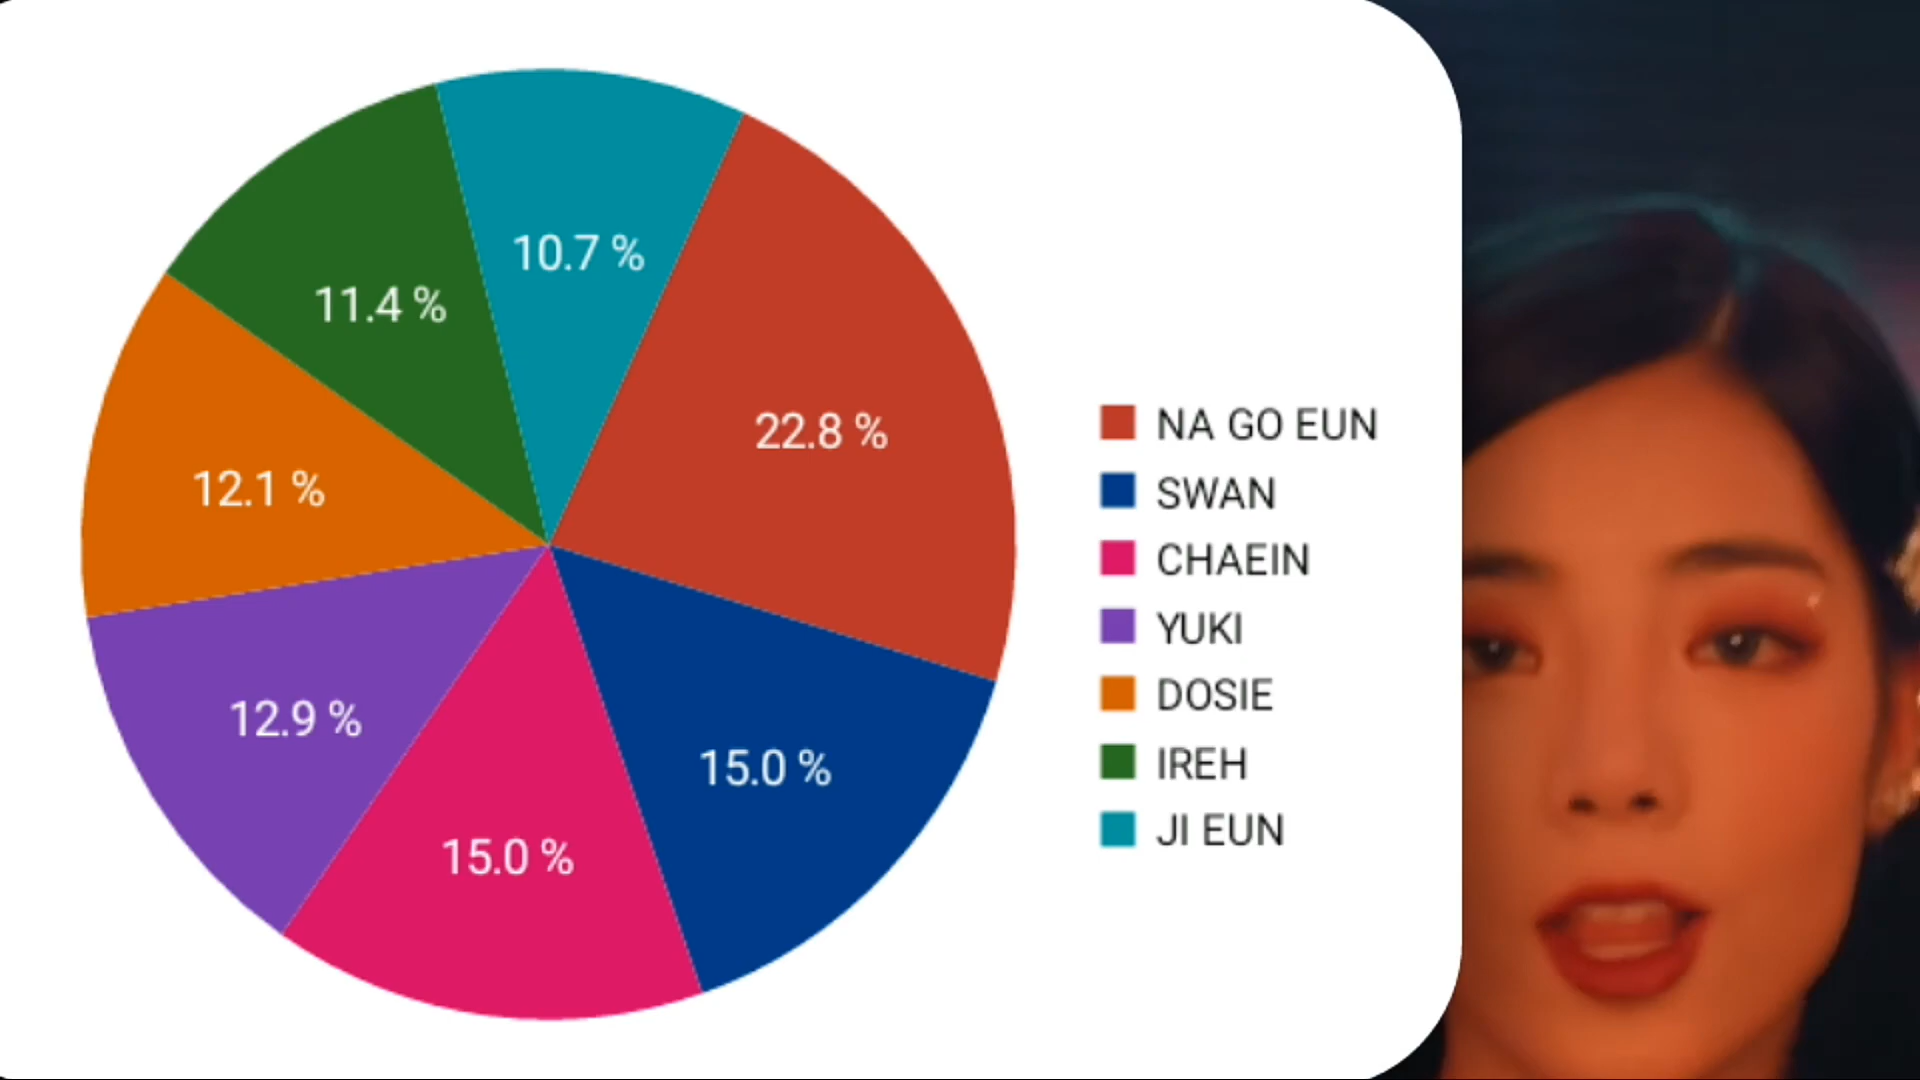 10.7 %
11.4 %
22.8 %
12.1 %
12.9 %
15.0 %
15.0 %
NA GO EUN
SWAN
CHAEIN
YUKI
DOSIE
IREH
JI EUN